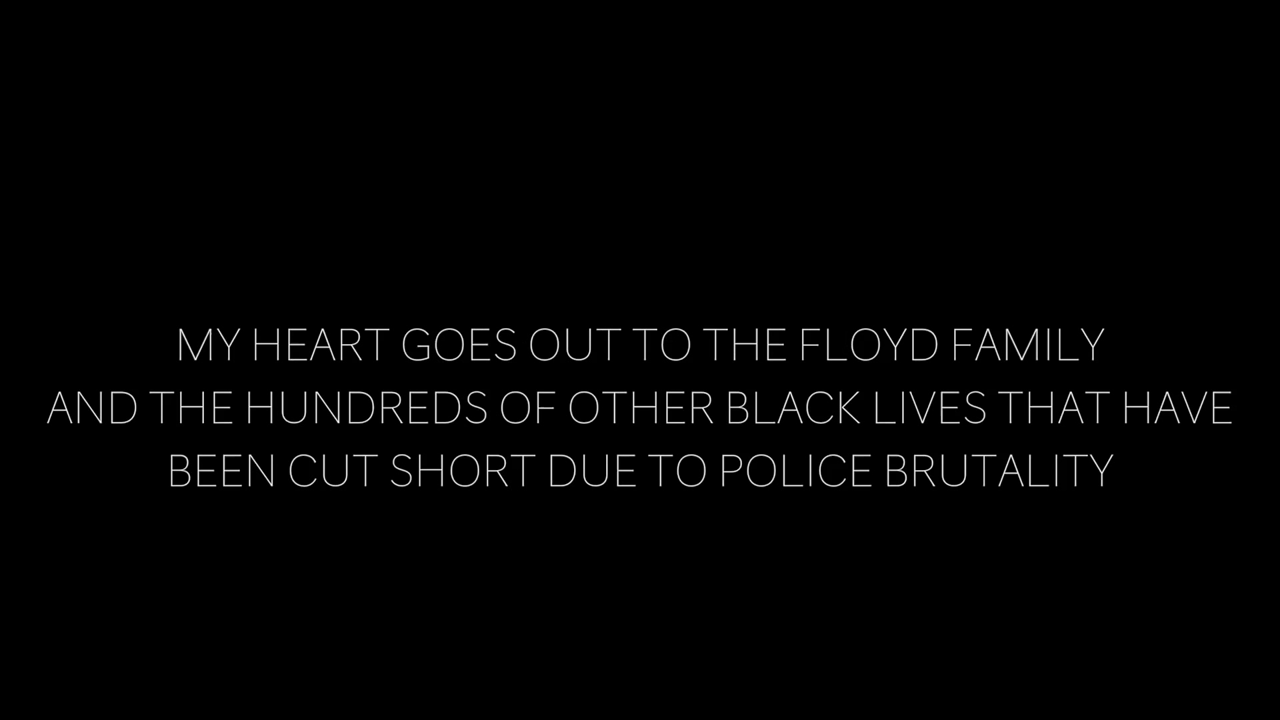 MY HEART GOES OUT TO THE FLOYD FAMILY
AND THE HUNDREDS OF OTHER BLACK LIVES THAT HAVE
BEEN CUT SHORT DUE TO POLICE BRUTALITY